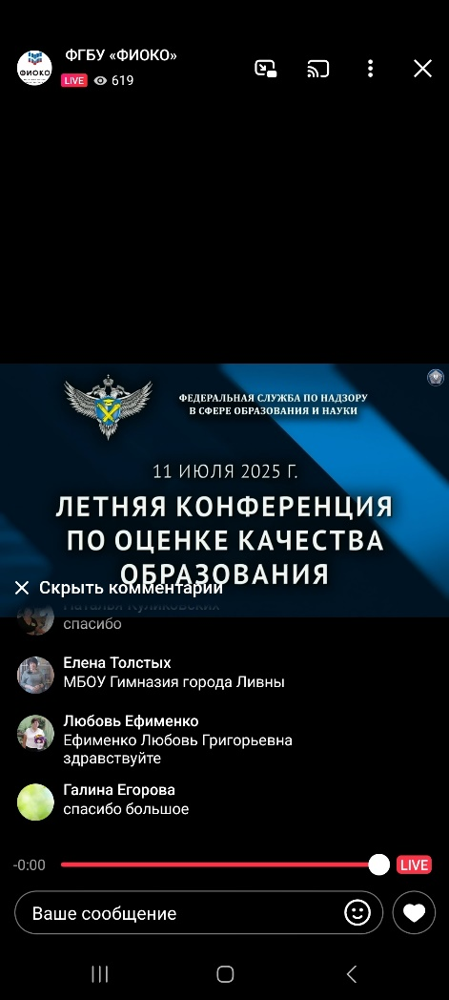 ФГБУ «ФИОКО»
ФИОКО
LIVE 619
ФЕДЕРАЛЬНАЯ СЛУЖБА ПО НАДЗОРУ
В СФЕРЕ ОБРАЗОВАНИЯ И НАУКИ
11 ИЮЛЯ 2025 Г.
ЛЕТНЯЯ КОНФЕРЕНЦИЯ
ПО ОЦЕНКЕ КАЧЕСТВА
ОБРАЗОВАНИЯ
Скрыть комментарии
Наталья Куликовских
спасибо
Елена Толстых
МБОУ Гимназия города Ливны
Любовь Ефименко
Ефименко Любовь Григорьевна
здравствуйте
Галина Егорова
спасибо большое
-0:00 LIVE
Ваше сообщение